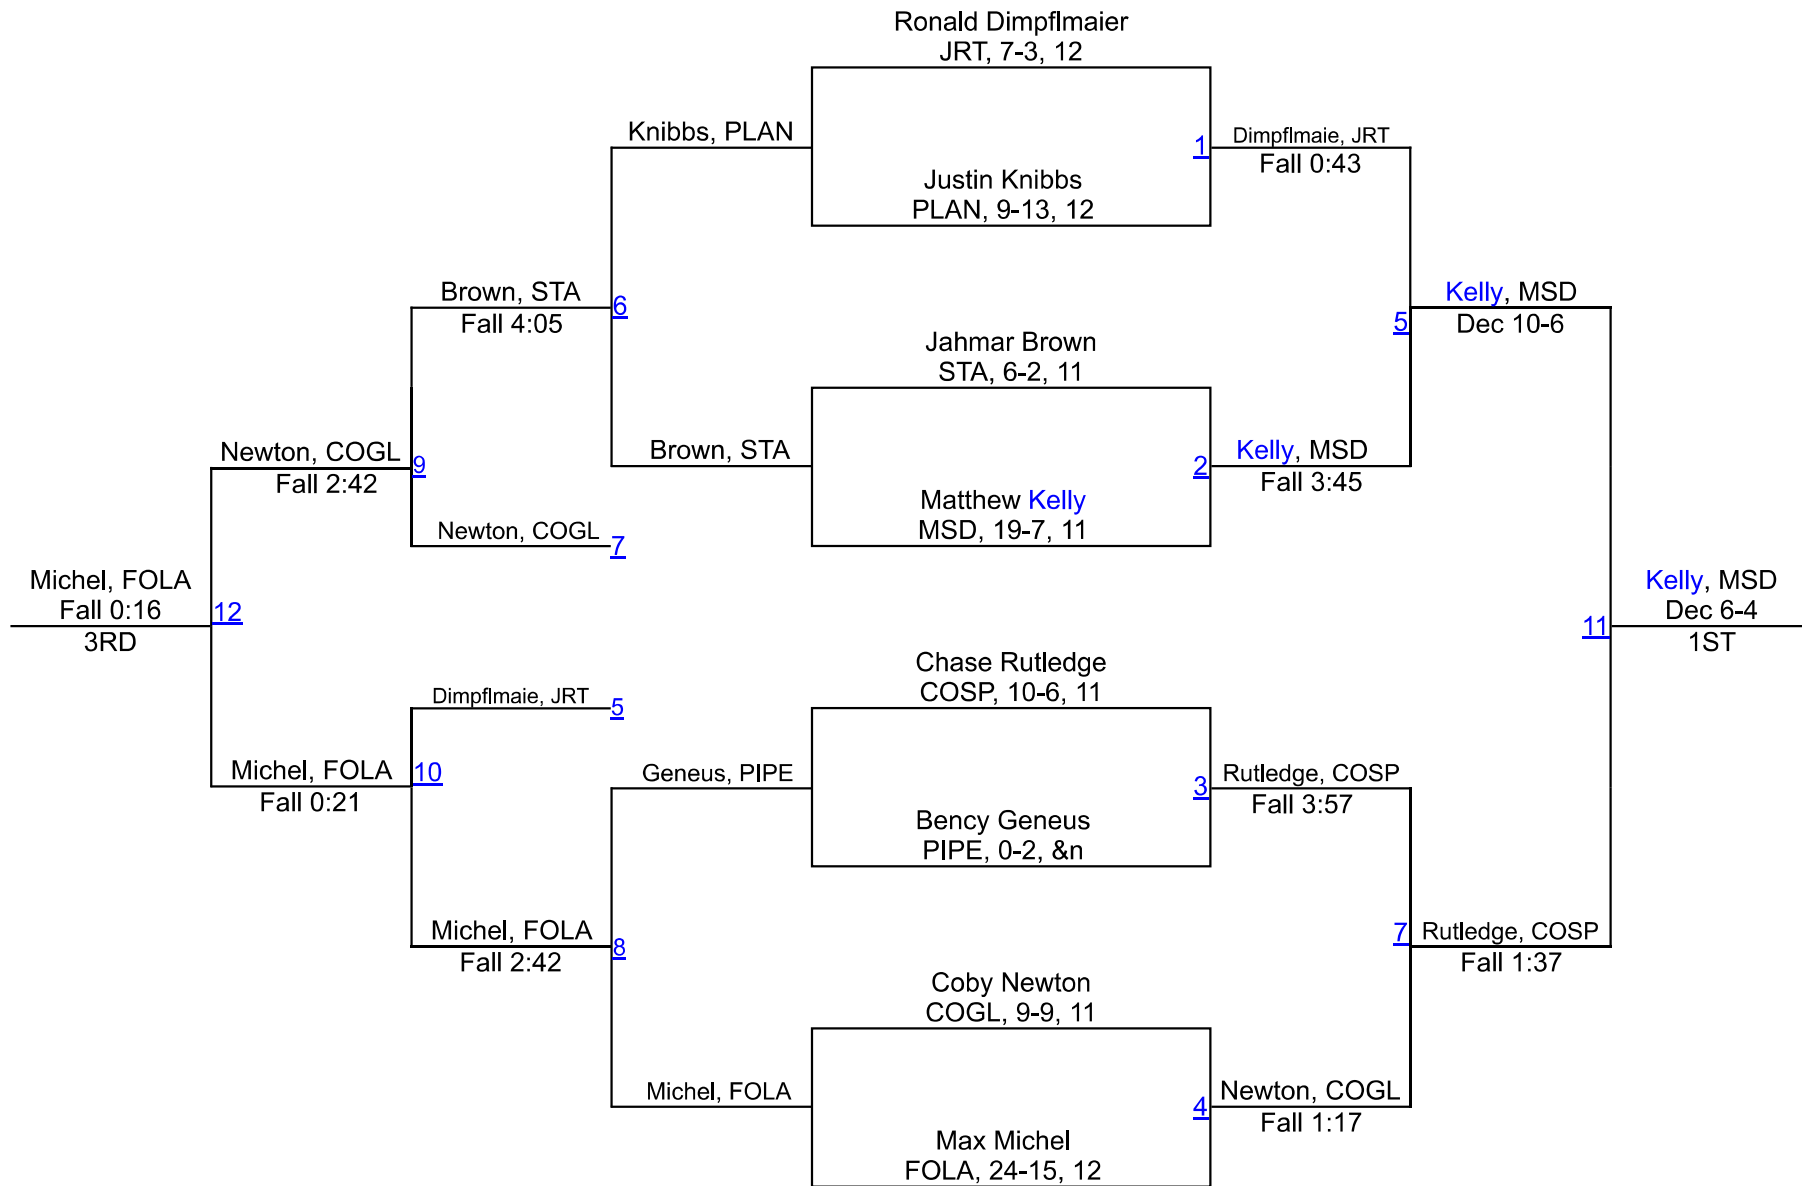 Ronald Dimpflmaier
JRT, 7-3, 12
Knibbs, PLAN
1
Dimpflmaie, JRT
Fall 0:43
Justin Knibbs
PLAN, 9-13, 12
Brown, STA
Fall 4:05
6
5
Kelly, MSD
Dec 10-6
Jahmar Brown
STA, 6-2, 11
Newton, COGL
Fall 2:42
9
Brown, STA
2
Kelly, MSD
Fall 3:45
Matthew Kelly
MSD, 19-7, 11
Newton, COGL
7
Michel, FOLA
Fall 0:16
3RD
12
11
Kelly, MSD
Dec 6-4
1ST
Chase Rutledge
COSP, 10-6, 11
Dimpflmaie, JRT
5
Michel, FOLA
Fall 0:21
10
Geneus, PIPE
3
Rutledge, COSP
Fall 3:57
Bency Geneus
PIPE, 0-2, &n
Michel, FOLA
Fall 2:42
8
7
Rutledge, COSP
Fall 1:37
Coby Newton
COGL, 9-9, 11
Michel, FOLA
4
Newton, COGL
Fall 1:17
Max Michel
FOLA, 24-15, 12